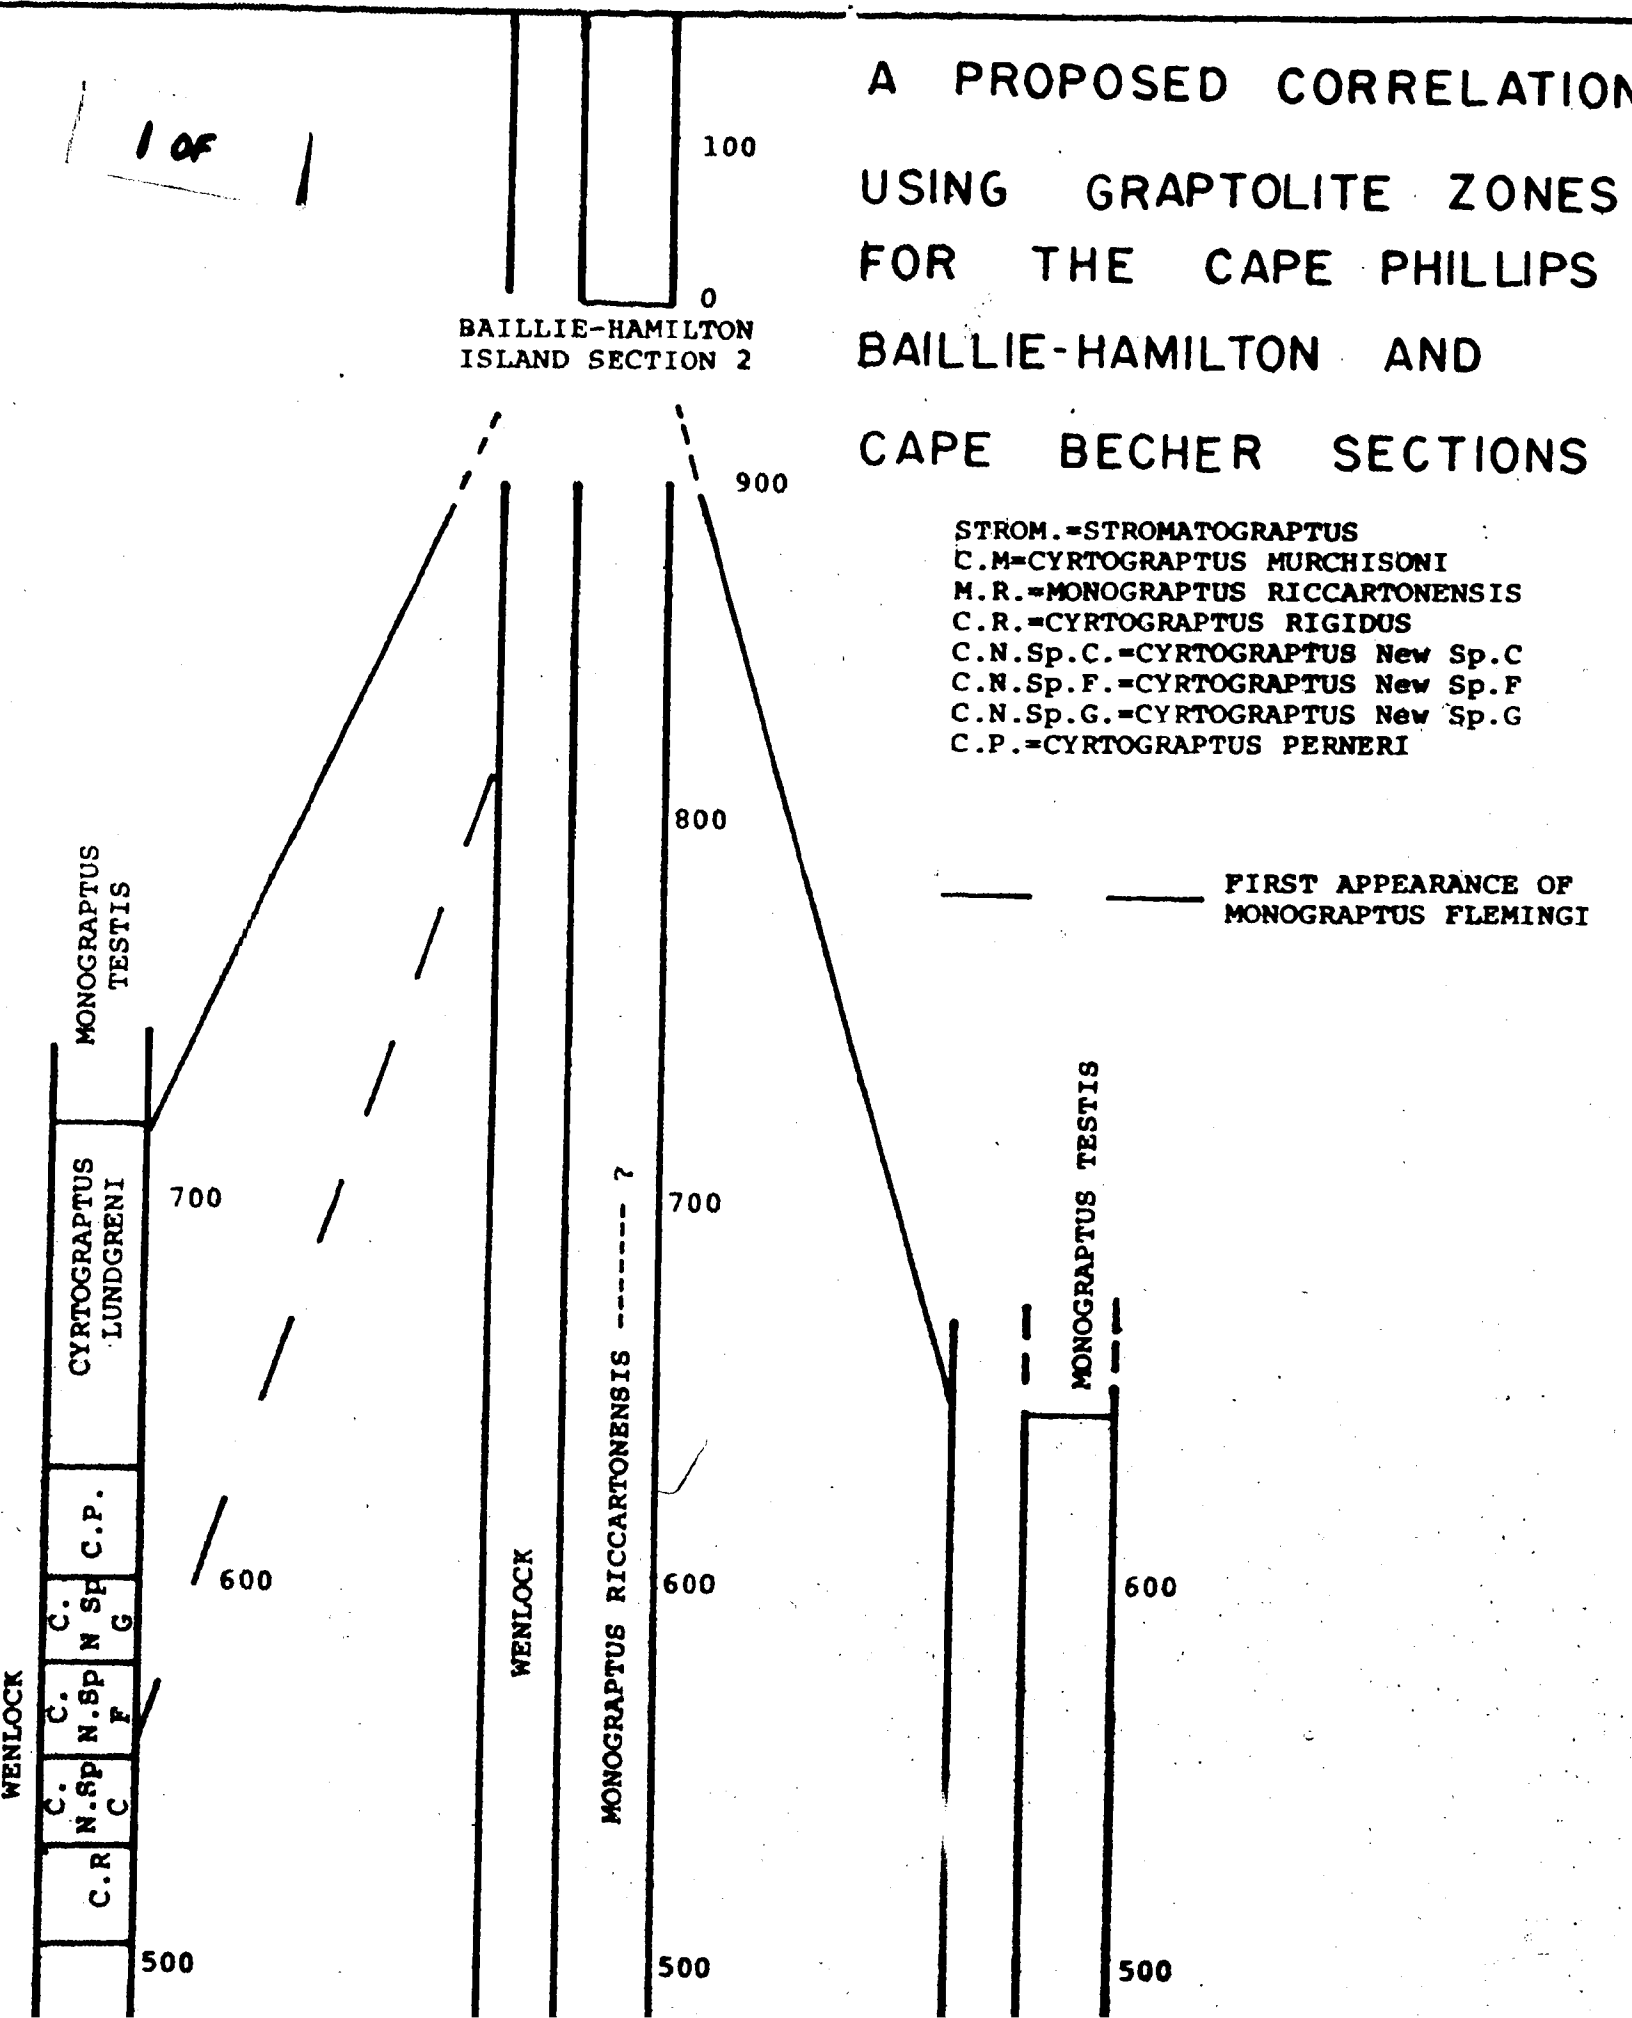 1 OF 1
100
0
BAILLIE-HAMILTON
ISLAND SECTION 2
A PROPOSED CORRELATION
USING GRAPTOLITE ZONES
FOR THE CAPE PHILLIPS
BAILLIE-HAMILTON AND
CAPE BECHER SECTIONS
STROM.=STROMATOGRAPTUS
C.M=CYRTOGRAPTUS MURCHISONI
M.R.=MONOGRAPTUS RICCARTONENSIS
C.R.=CYRTOGRAPTUS RIGIDUS
C.N.Sp.C.=CYRTOGRAPTUS New Sp.C
C.N.Sp.F.=CYRTOGRAPTUS New Sp.F
C.N.Sp.G.=CYRTOGRAPTUS New Sp.G
C.P.=CYRTOGRAPTUS PERNERI
FIRST APPEARANCE OF
MONOGRAPTUS FLEMINGI
MONOGRAPTUS
TESTIS
CYRTOGRAPTUS
LUNDGRENI
C.P.
C.
N Sp
G
C.
N.Sp
F
C.
N.Sp
C
C.R
WENLOCK
700
600
500
WENLOCK
MONOGRAPTUS RICCARTONENSIS ------- ?
900
800
700
600
500
MONOGRAPTUS TESTIS
600
500